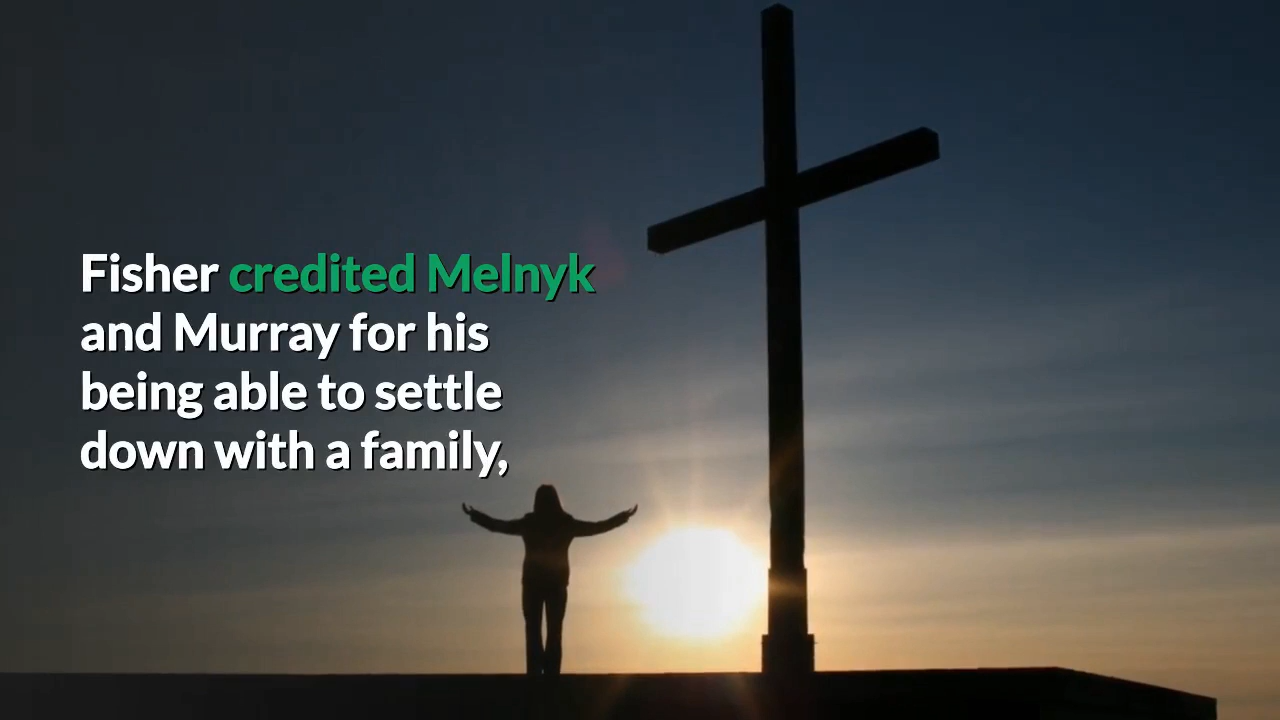 Fisher credited Melnyk
and Murray for his
being able to settle
down with a family,